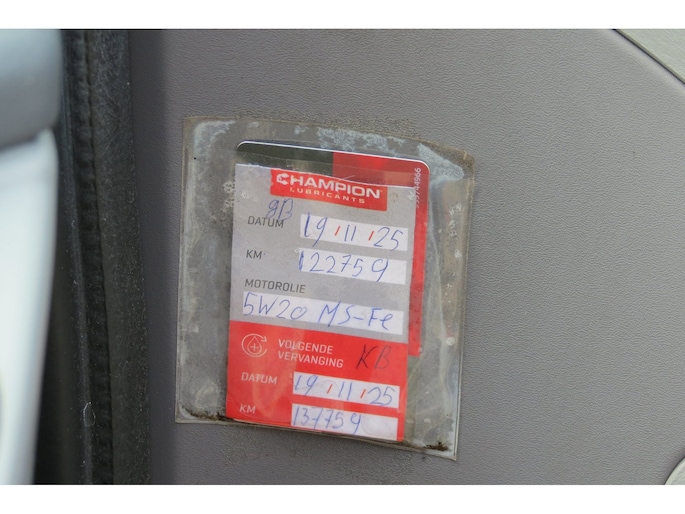 CHAMPION
LUBRICANTS
DATUM 19 11 25
KM 122759
MOTOROLIE
5W20 MS-Fe
VOLGENDE
VERVANGING KB
DATUM 19 11 25
KM 137759